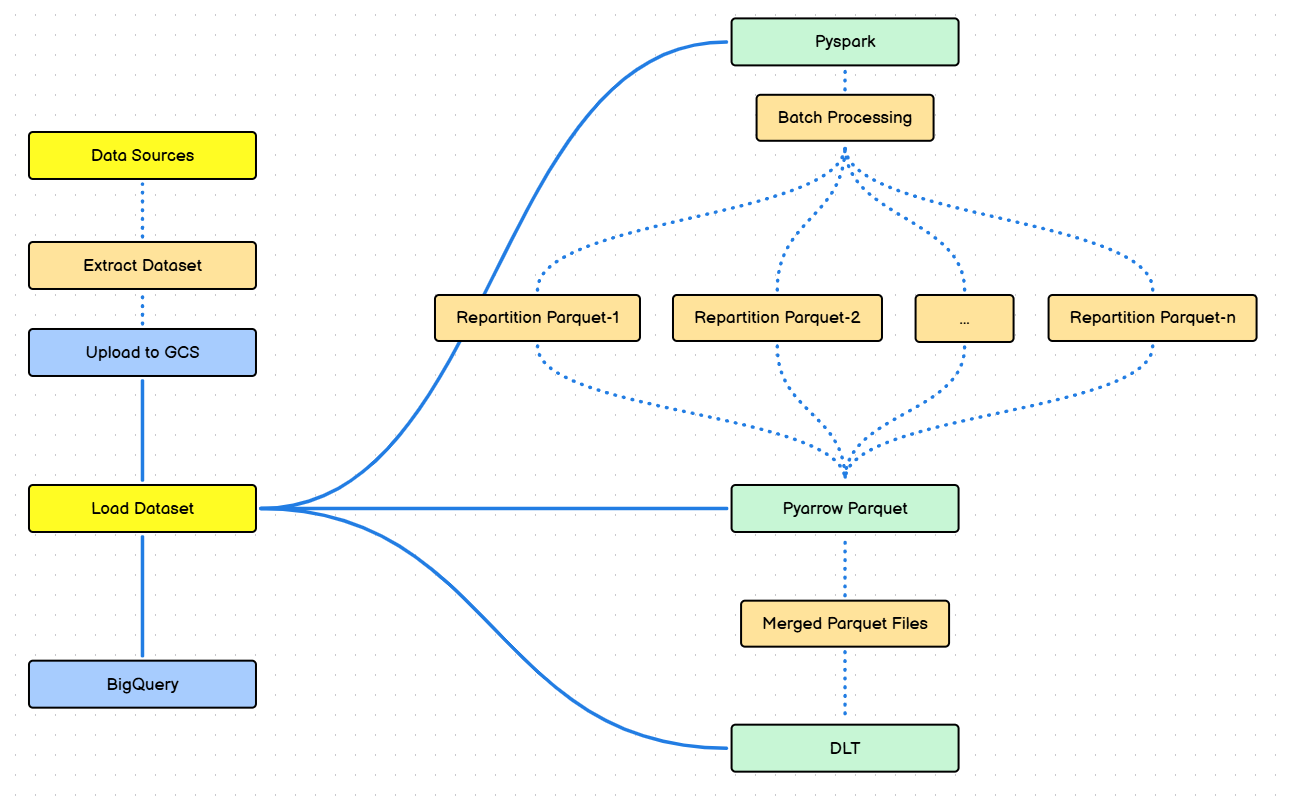 Pyspark
Batch Processing
Data Sources
Extract Dataset
Upload to GCS
Repartition Parquet-1
Repartition Parquet-2
...
Repartition Parquet-n
Load Dataset
Pyarrow Parquet
Merged Parquet Files
BigQuery
DLT